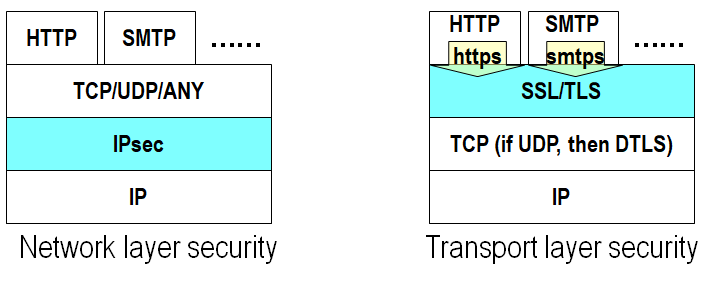 HTTP
SMTP
......
TCP/UDP/ANY
IPsec
IP
Network layer security
HTTP
SMTP
......
https
smtps
SSL/TLS
TCP (if UDP, then DTLS)
IP
Transport layer security